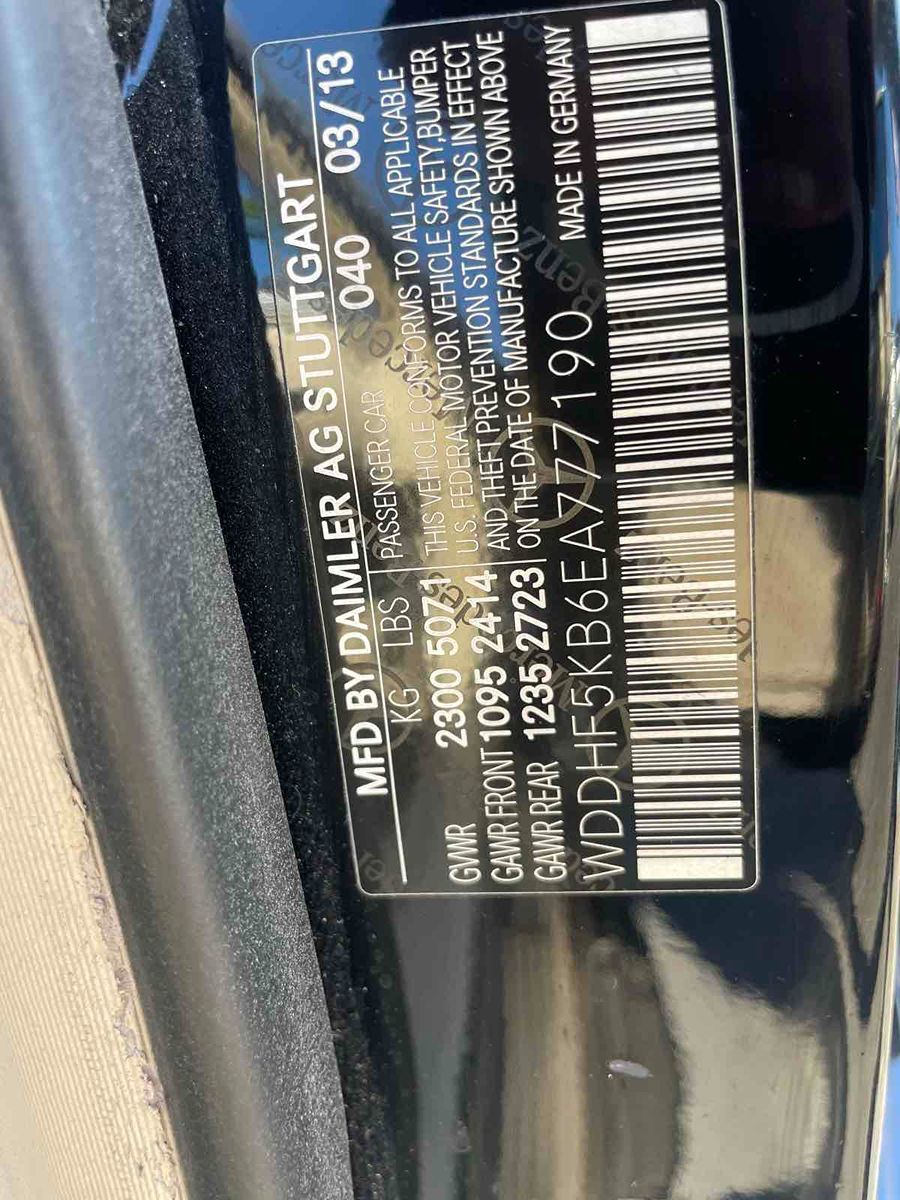 MFD BY DAIMLER AG STUTTGART
KG LBS 040 03/13
PASSENGER CAR
GVWR 2300 5071 THIS VEHICLE CONFORMS TO ALL APPLICABLE
U.S. FEDERAL MOTOR VEHICLE SAFETY,BUMPER
GAWR FRONT 1095 2414 AND THEFT PREVENTION STANDARDS IN EFFECT
GAWR REAR 1235 2723 ON THE DATE OF MANUFACTURE SHOWN ABOVE
WDDHF5KB6EA777190 MADE IN GERMANY